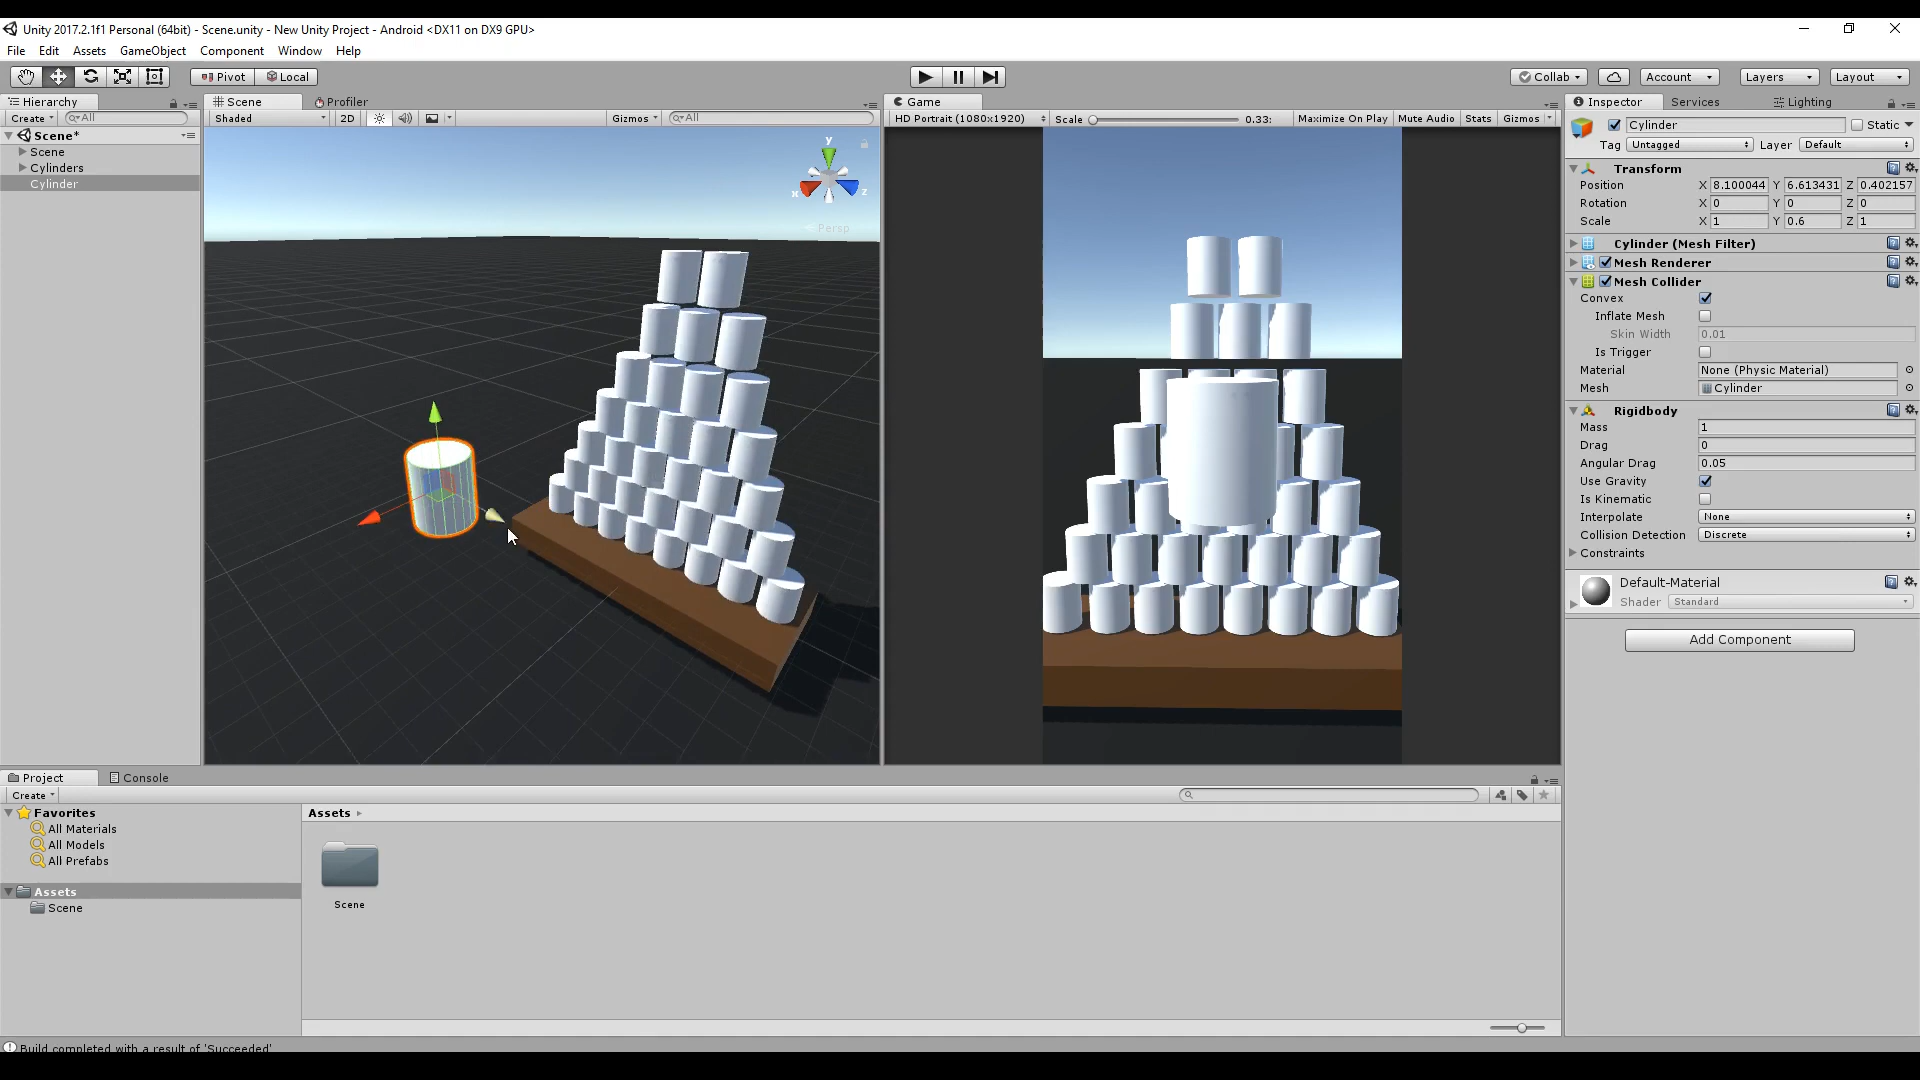 Unity 2017.2.1f1 Personal (64bit) - Scene.unity - New Unity Project - Android <DX11 on DX9 GPU>
File Edit Assets GameObject Component Window Help
Pivot Local Collab Account Layers Layout
Hierarchy Scene Profiler Game Inspector Services Lighting
Create All Shaded 2D Gizmos All HD Portrait (1080x1920) Scale 0.33: Maximize On Play Mute Audio Stats Gizmos
Cylinder Static
Scene*
Tag Untagged Layer Default
Scene
Cylinders
Cylinder
y
x
z
Persp
Transform
Position X 8.100044 Y 6.613431 Z 0.402157
Rotation X 0 Y 0 Z 0
Scale X 1 Y 0.6 Z 1
Cylinder (Mesh Filter)
Mesh Renderer
Mesh Collider
Convex
Inflate Mesh
Skin Width 0.01
Is Trigger
Material None (Physic Material)
Mesh Cylinder
Rigidbody
Mass 1
Drag 0
Angular Drag 0.05
Use Gravity
Is Kinematic
Interpolate None
Collision Detection Discrete
Constraints
Default-Material
Shader Standard
Add Component
Project Console
Create
Favorites
All Materials
All Models
All Prefabs
Assets
Scene
Assets
Scene
Build completed with a result of 'Succeeded'